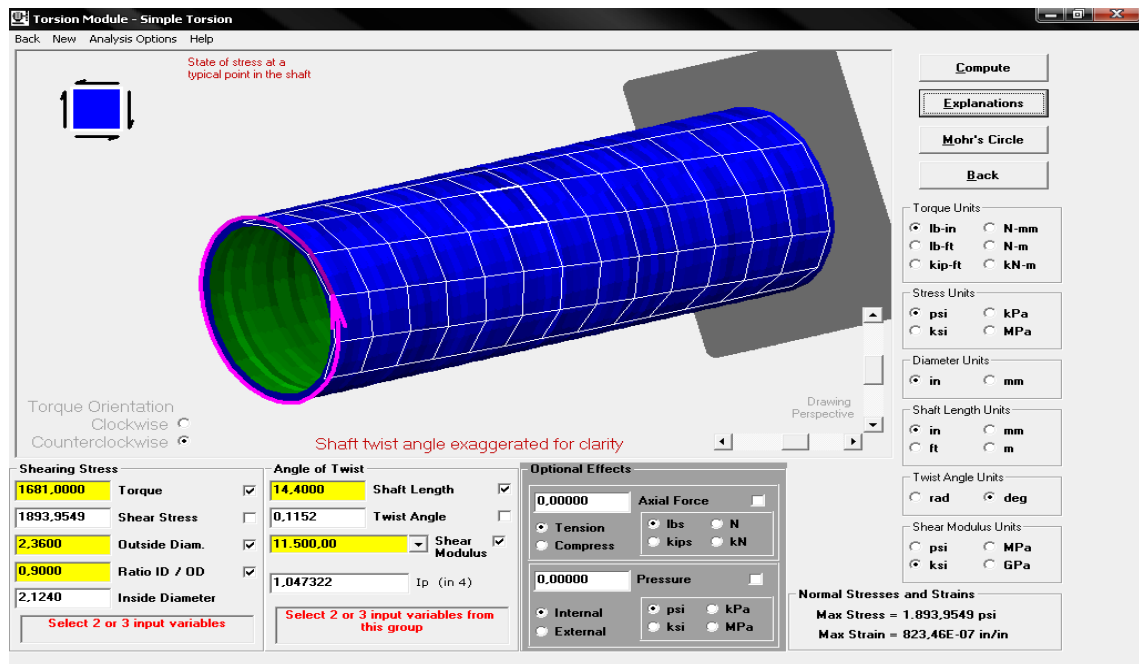 Torsion Module - Simple Torsion
Back New Analysis Options Help
State of stress at a
typical point in the shaft
Torque Orientation
Clockwise
Counterclockwise
Shaft twist angle exaggerated for clarity
Drawing
Perspective
Compute
Explanations
Mohr's Circle
Back
Torque Units
lb-in N-mm
lb-ft N-m
kip-ft kN-m
Stress Units
psi kPa
ksi MPa
Diameter Units
in mm
Shaft Length Units
in mm
ft m
Twist Angle Units
rad deg
Shear Modulus Units
psi MPa
ksi GPa
Shearing Stress
1681,0000 Torque
1893,9549 Shear Stress
2,3600 Outside Diam.
0,9000 Ratio ID / OD
2,1240 Inside Diameter
Select 2 or 3 input variables
Angle of Twist
14,4000 Shaft Length
0,1152 Twist Angle
11.500,00 Shear
Modulus
1,047322 Ip (in 4)
Select 2 or 3 input variables from
this group
Optional Effects
0,00000 Axial Force
Tension lbs N
Compress kips kN
0,00000 Pressure
Internal psi kPa
External ksi MPa
Normal Stresses and Strains
Max Stress = 1.893,9549 psi
Max Strain = 823,46E-07 in/in